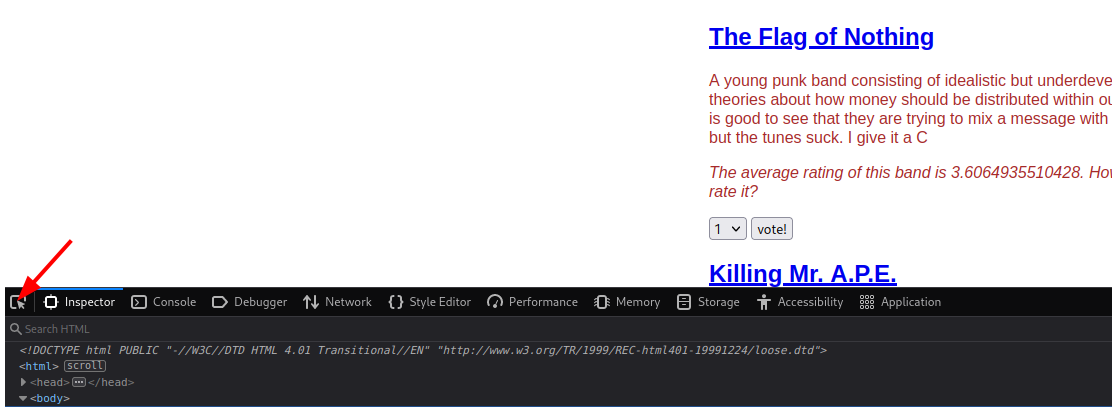 The Flag of Nothing
A young punk band consisting of idealistic but underdeve
theories about how money should be distributed within ou
is good to see that they are trying to mix a message with
but the tunes suck. I give it a C
The average rating of this band is 3.6064935510428. How
rate it?
1 vote!
Killing Mr. A.P.E.
Inspector Console Debugger Network Style Editor Performance Memory Storage Accessibility Application
Search HTML
<!DOCTYPE html PUBLIC "-//W3C//DTD HTML 4.01 Transitional//EN" "http://www.w3.org/TR/1999/REC-html401-19991224/loose.dtd">
<html> scroll
<head> ••• </head>
<body>